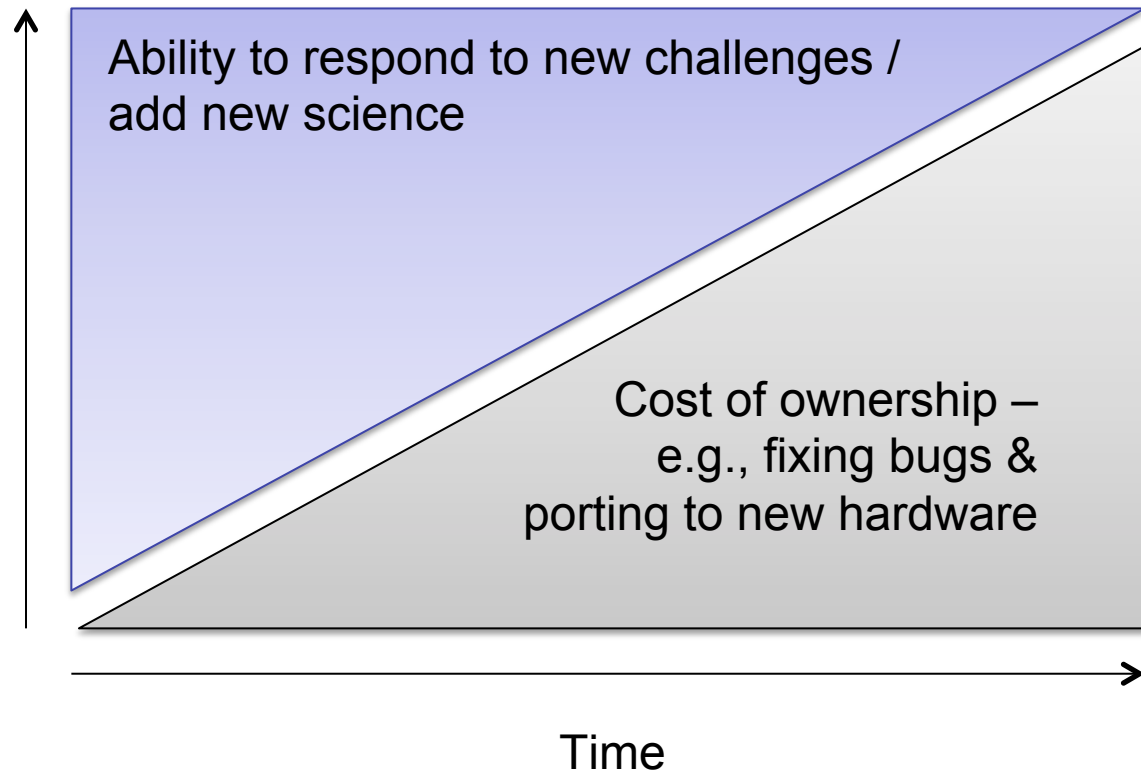 Ability to respond to new challenges /
add new science
Cost of ownership –
e.g., fixing bugs &
porting to new hardware
Time